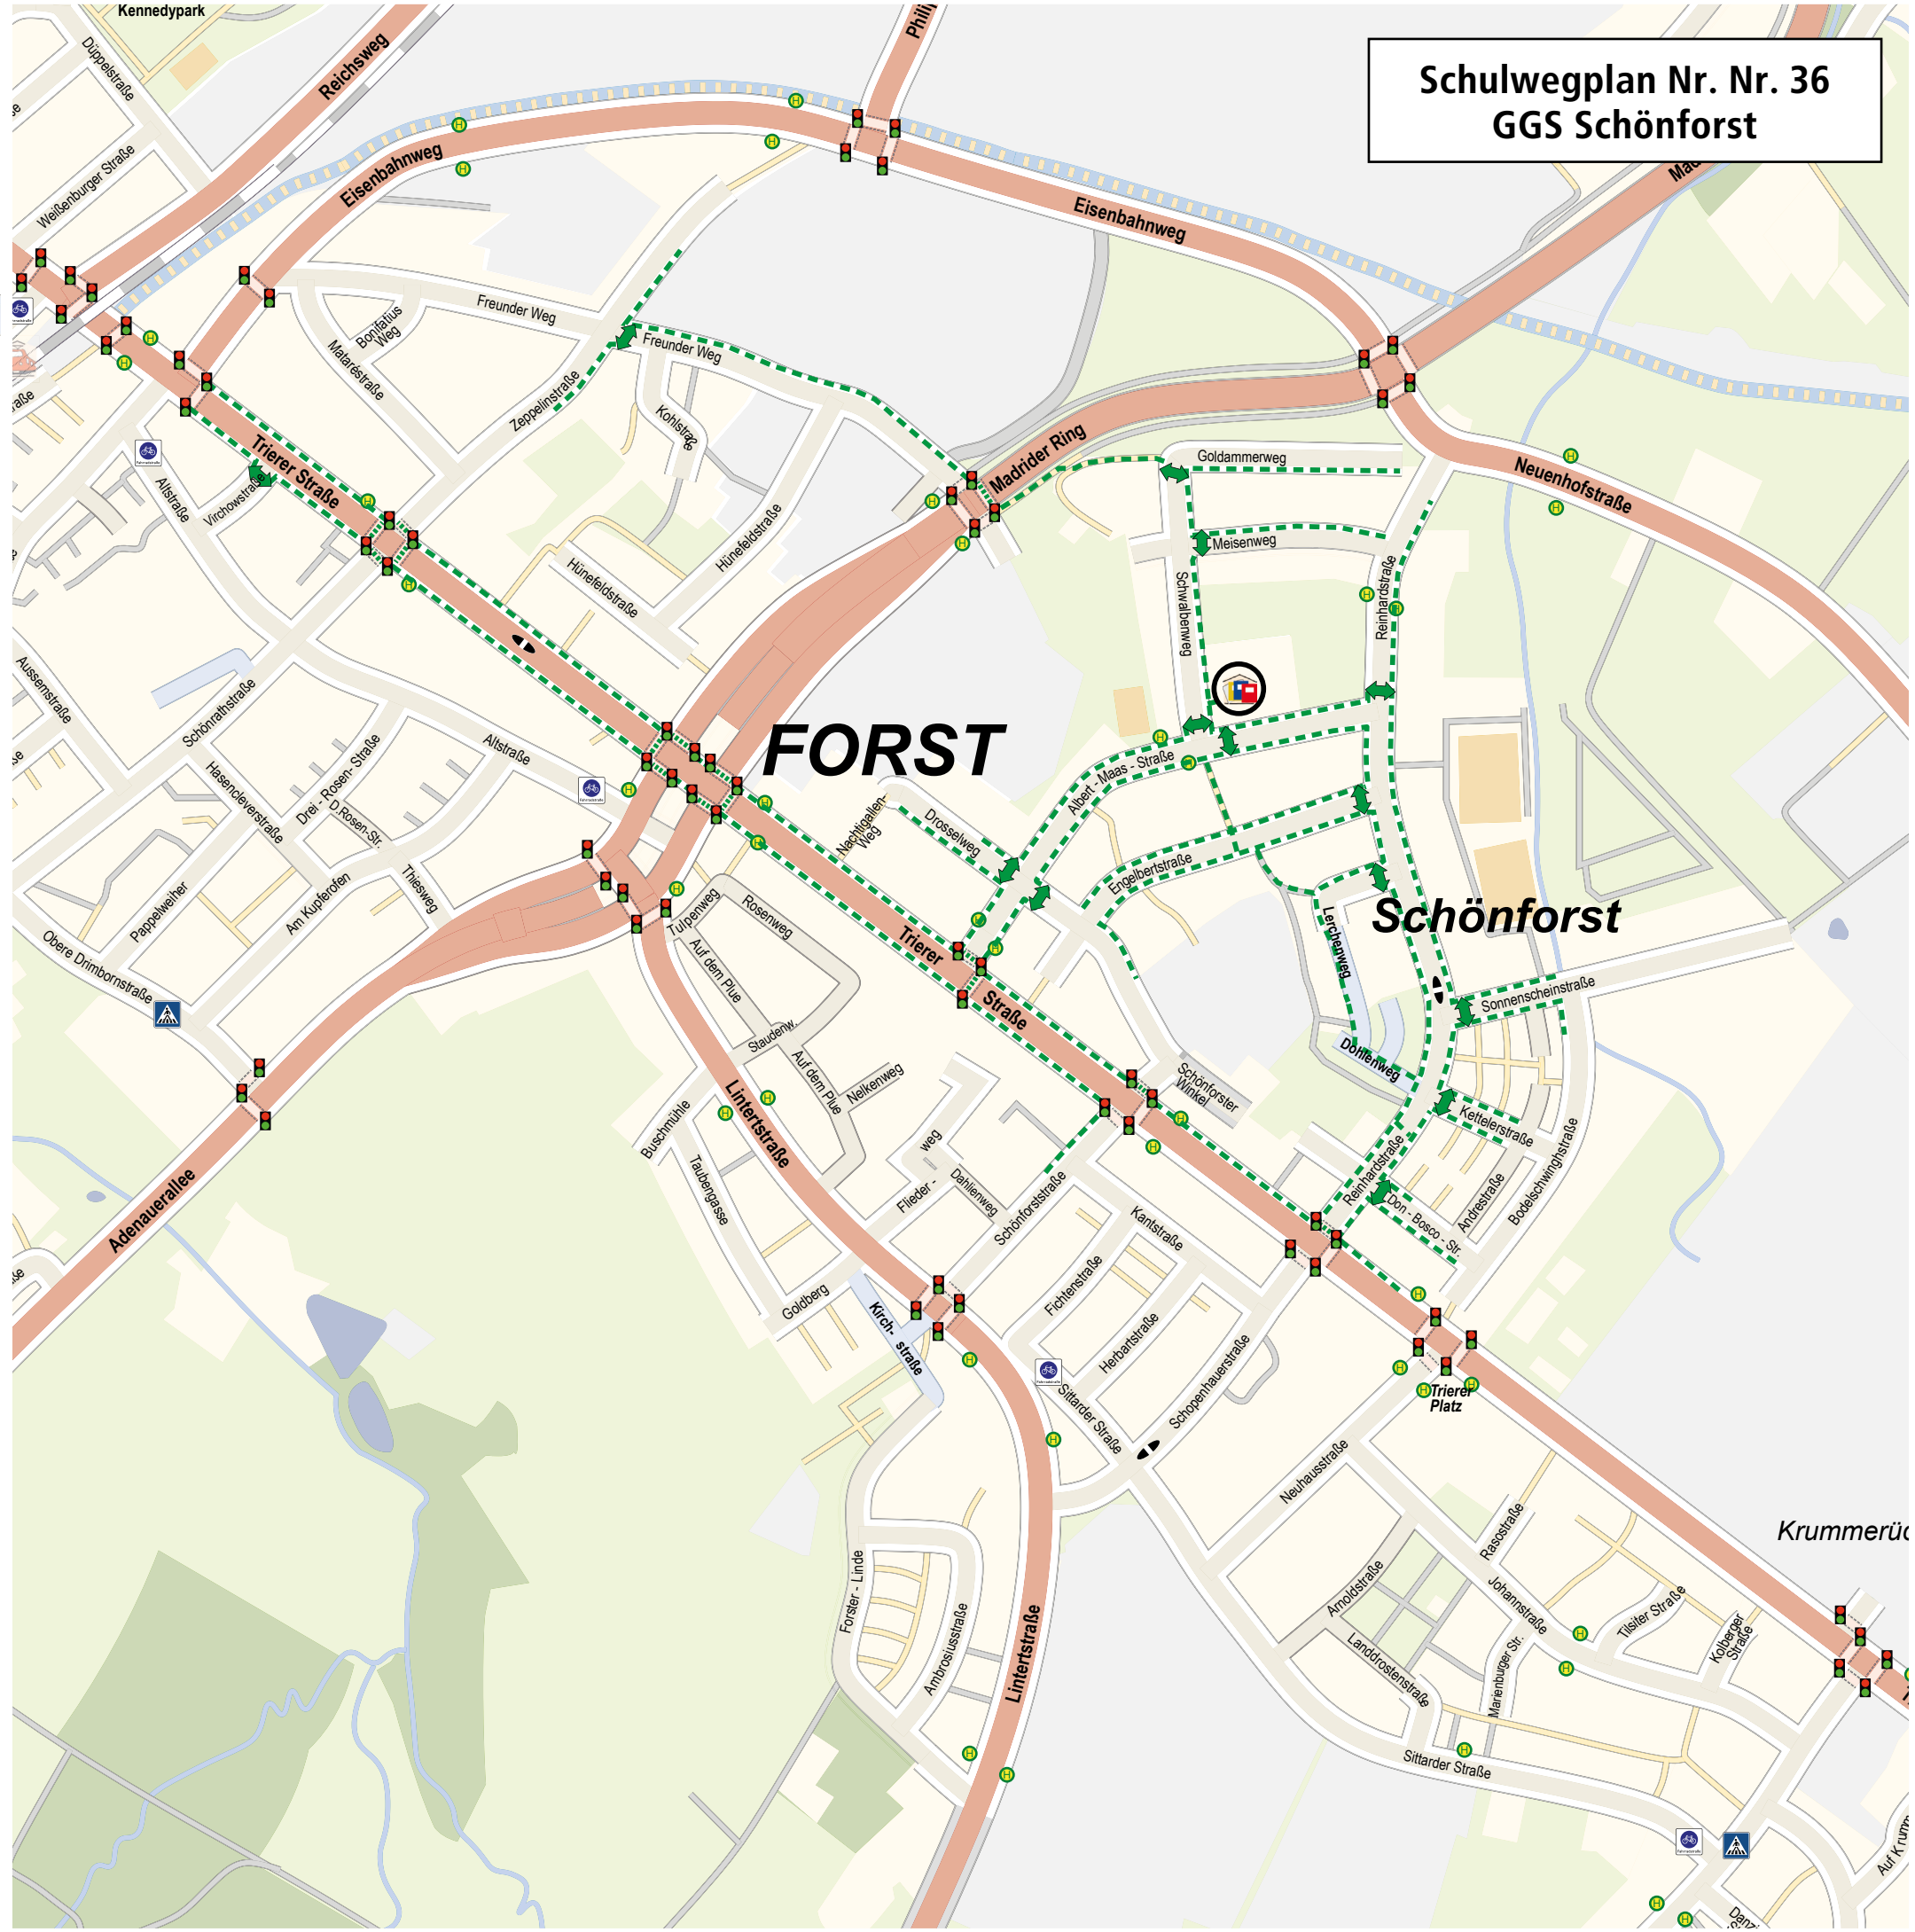 Schulwegplan Nr. Nr. 36
GGS Schönforst
Kennedypark
Düppelstraße
Reichsweg
Weißenburger Straße
Eisenbahnweg
Eisenbahnweg
Freunder Weg
Bonifatius
Weg
Mataréstraße
Freunder Weg
Zeppelinstraße
Kohlstraße
Trierer Straße
Altstraße
Virchowstraße
Madrider Ring
Goldammerweg
Neuenhofstraße
Meisenweg
Hünefeldstraße
Hünefeldstraße
Schwalbenweg
Reinhardstraße
Aussemstraße
Schönrathstraße
Altstraße
FORST
Hasencleverstraße
Drei - Rosen- Straße
D.Rosen-Str.
Thiesweg
Albert - Maas - Straße
Nachtigallen-
Weg
Drosselweg
Engelbertstraße
Pappelweiher
Am Kupferofen
Obere Drimbornstraße
Tulpenweg
Rosenweg
Auf dem Plue
Trierer
Straße
Schönforst
Lerchenweg
Sonnenscheinstraße
Staudenw.
Auf dem Plue
Nelkenweg
Dohlenweg
Schönforster
Winkel
Kettelerstraße
Lintertstraße
Buschmühle
Taubengasse
Flieder -
weg
Dahlienweg
Schönforststraße
Reinhardstraße
Don - Bosco - Str.
Andrestraße
Bodelschwinghstraße
Adenauerallee
Kantstraße
Fichtenstraße
Herbartstraße
Schopenhauerstraße
Goldberg
Kirch- straße
Sittarder Straße
Trierer
Platz
Neuhausstraße
Rasostraße
Forster - Linde
Ambrosiusstraße
Lintertstraße
Arnoldstraße
Landdrostenstraße
Johannstraße
Marienburger Str.
Tilsiter Straße
Kolberger
Straße
Sittarder Straße